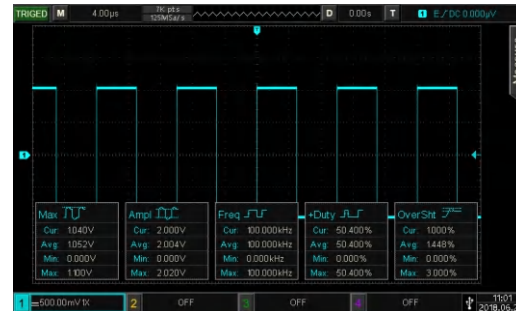 TRIGED M 4.00μs 7K pts D 0.00s T 1 E/DC 0.000μV
125MSa/s
Measure
1
Max Ampl Freq +Duty OverSht
Cur: 1.040V Cur: 2.000V Cur: 100.000kHz Cur: 50.400% Cur: 1.000%
Avg: 1.052V Avg: 2.004V Avg: 100.000kHz Avg: 50.400% Avg: 1.448%
Min: 0.000V Min: 0.000V Min: 0.000kHz Min: 0.000% Min: 0.000%
Max: 1.100V Max: 2.020V Max: 100.000kHz Max: 50.400% Max: 3.000%
1 500.00mV 1X 2 OFF 3 OFF 4 OFF 11:01
2018.06.